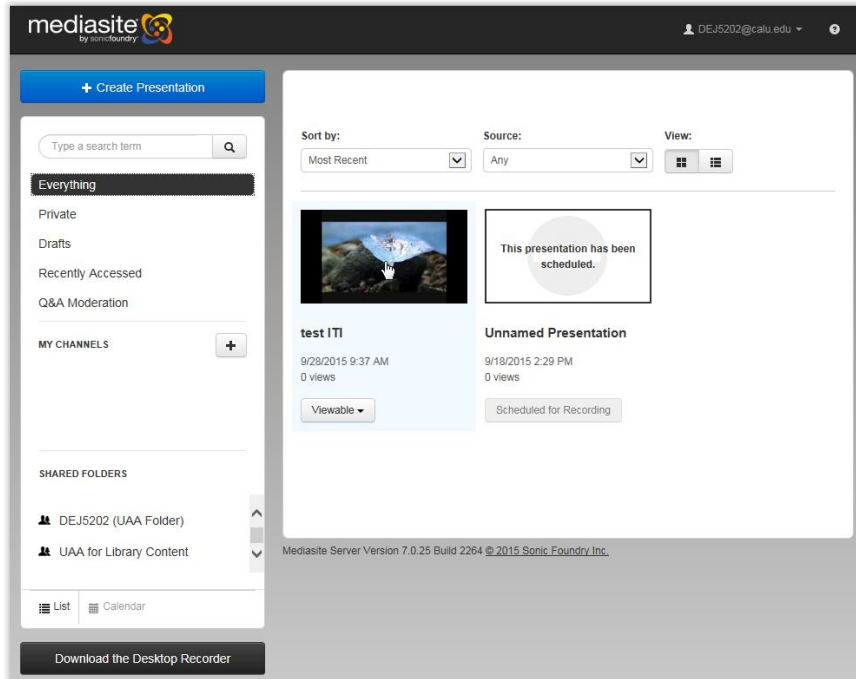 mediasite
by sonicfoundry
DEJ5202@calu.edu
+ Create Presentation
Type a search term
Everything
Private
Drafts
Recently Accessed
Q&A Moderation
MY CHANNELS
+
SHARED FOLDERS
DEJ5202 (UAA Folder)
UAA for Library Content
List Calendar
Download the Desktop Recorder
Sort by: Source: View:
Most Recent Any
This presentation has been
scheduled.
test ITI
9/28/2015 9:37 AM
0 views
Viewable
Unnamed Presentation
9/18/2015 2:29 PM
0 views
Scheduled for Recording
Mediasite Server Version 7.0.25 Build 2264 © 2015 Sonic Foundry Inc.